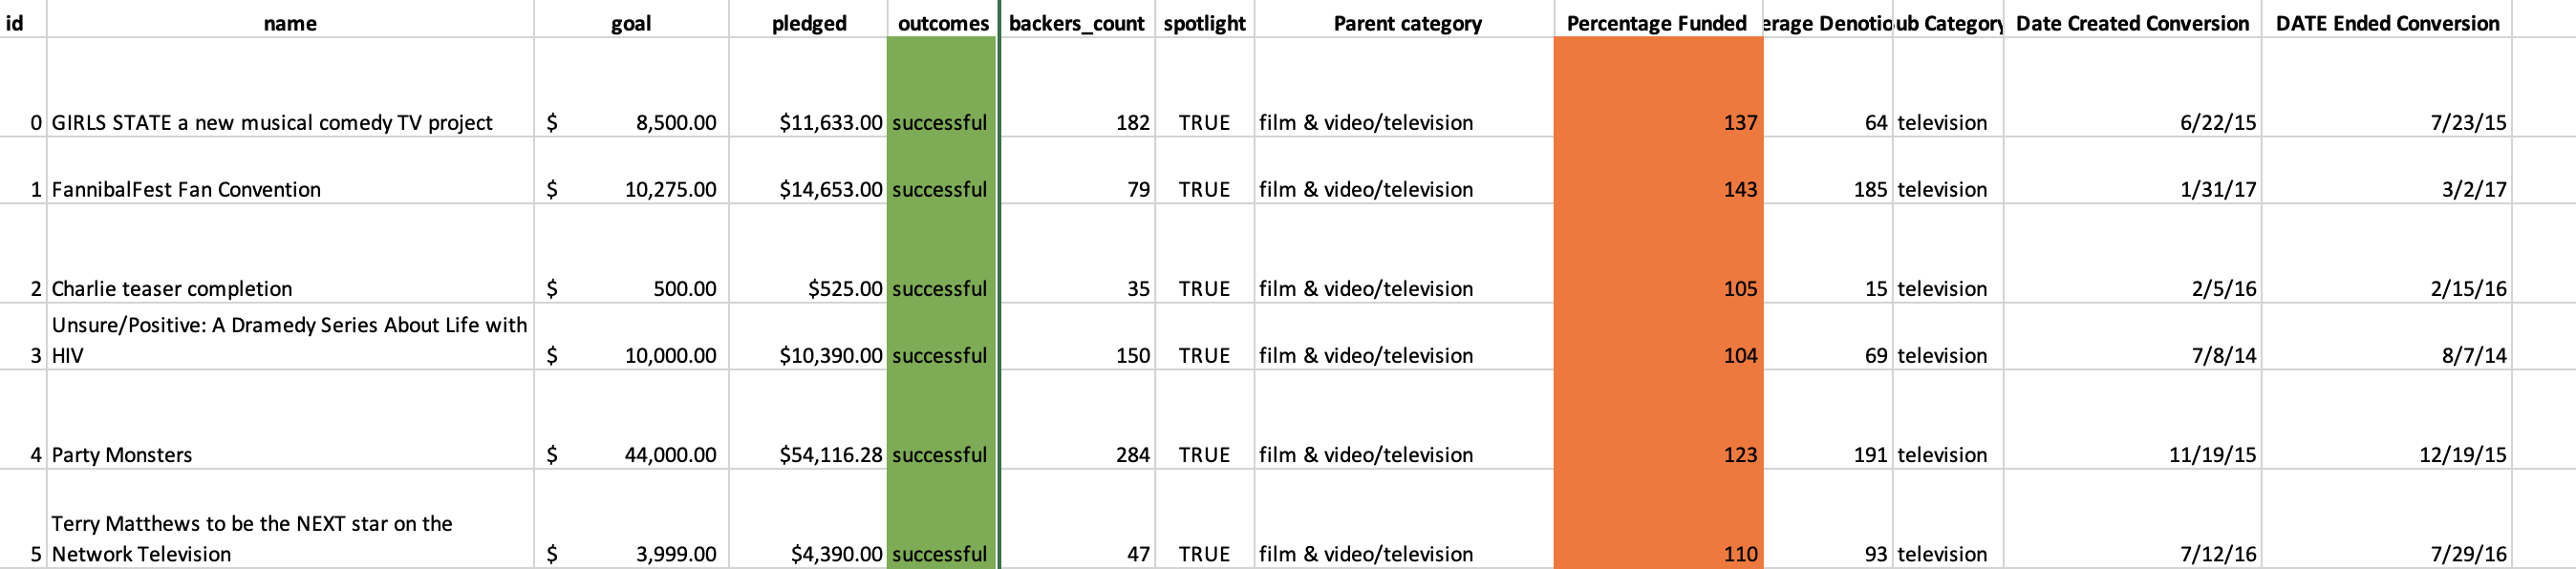 id name goal pledged outcomes backers_count spotlight Parent category Percentage Funded erage Denotio ub Category Date Created Conversion DATE Ended Conversion
0 GIRLS STATE a new musical comedy TV project $ 8,500.00 $11,633.00 successful 182 TRUE film & video/television 137 64 television 6/22/15 7/23/15
1 FannibalFest Fan Convention $ 10,275.00 $14,653.00 successful 79 TRUE film & video/television 143 185 television 1/31/17 3/2/17
2 Charlie teaser completion $ 500.00 $525.00 successful 35 TRUE film & video/television 105 15 television 2/5/16 2/15/16
Unsure/Positive: A Dramedy Series About Life with
3 HIV $ 10,000.00 $10,390.00 successful 150 TRUE film & video/television 104 69 television 7/8/14 8/7/14
4 Party Monsters $ 44,000.00 $54,116.28 successful 284 TRUE film & video/television 123 191 television 11/19/15 12/19/15
Terry Matthews to be the NEXT star on the
5 Network Television $ 3,999.00 $4,390.00 successful 47 TRUE film & video/television 110 93 television 7/12/16 7/29/16